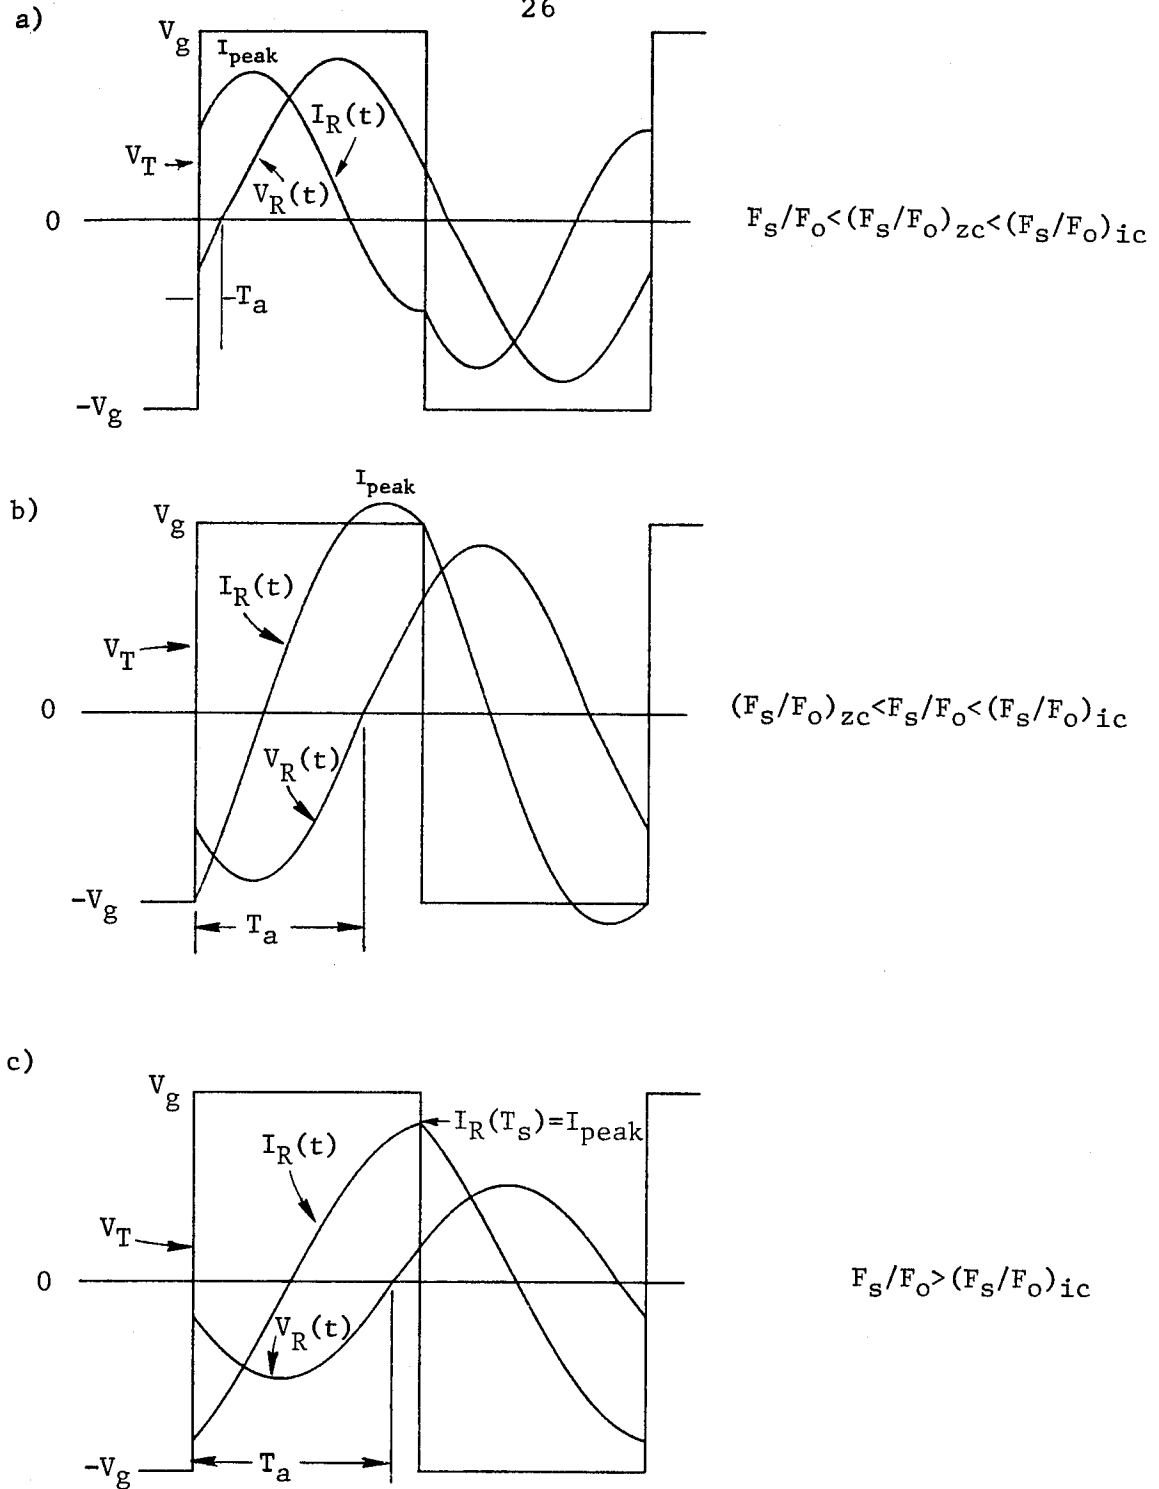 26
a)
V_g
I_peak
I_R(t)
V_T
V_R(t)
0
F_s/F_o<(F_s/F_o)_zc<(F_s/F_o)_ic
T_a
-V_g
I_peak
b)
V_g
I_R(t)
V_T
0
(F_s/F_o)_zc<F_s/F_o<(F_s/F_o)_ic
V_R(t)
-V_g
T_a
c)
V_g
I_R(T_s)=I_peak
I_R(t)
V_T
0
F_s/F_o>(F_s/F_o)_ic
V_R(t)
-V_g
T_a